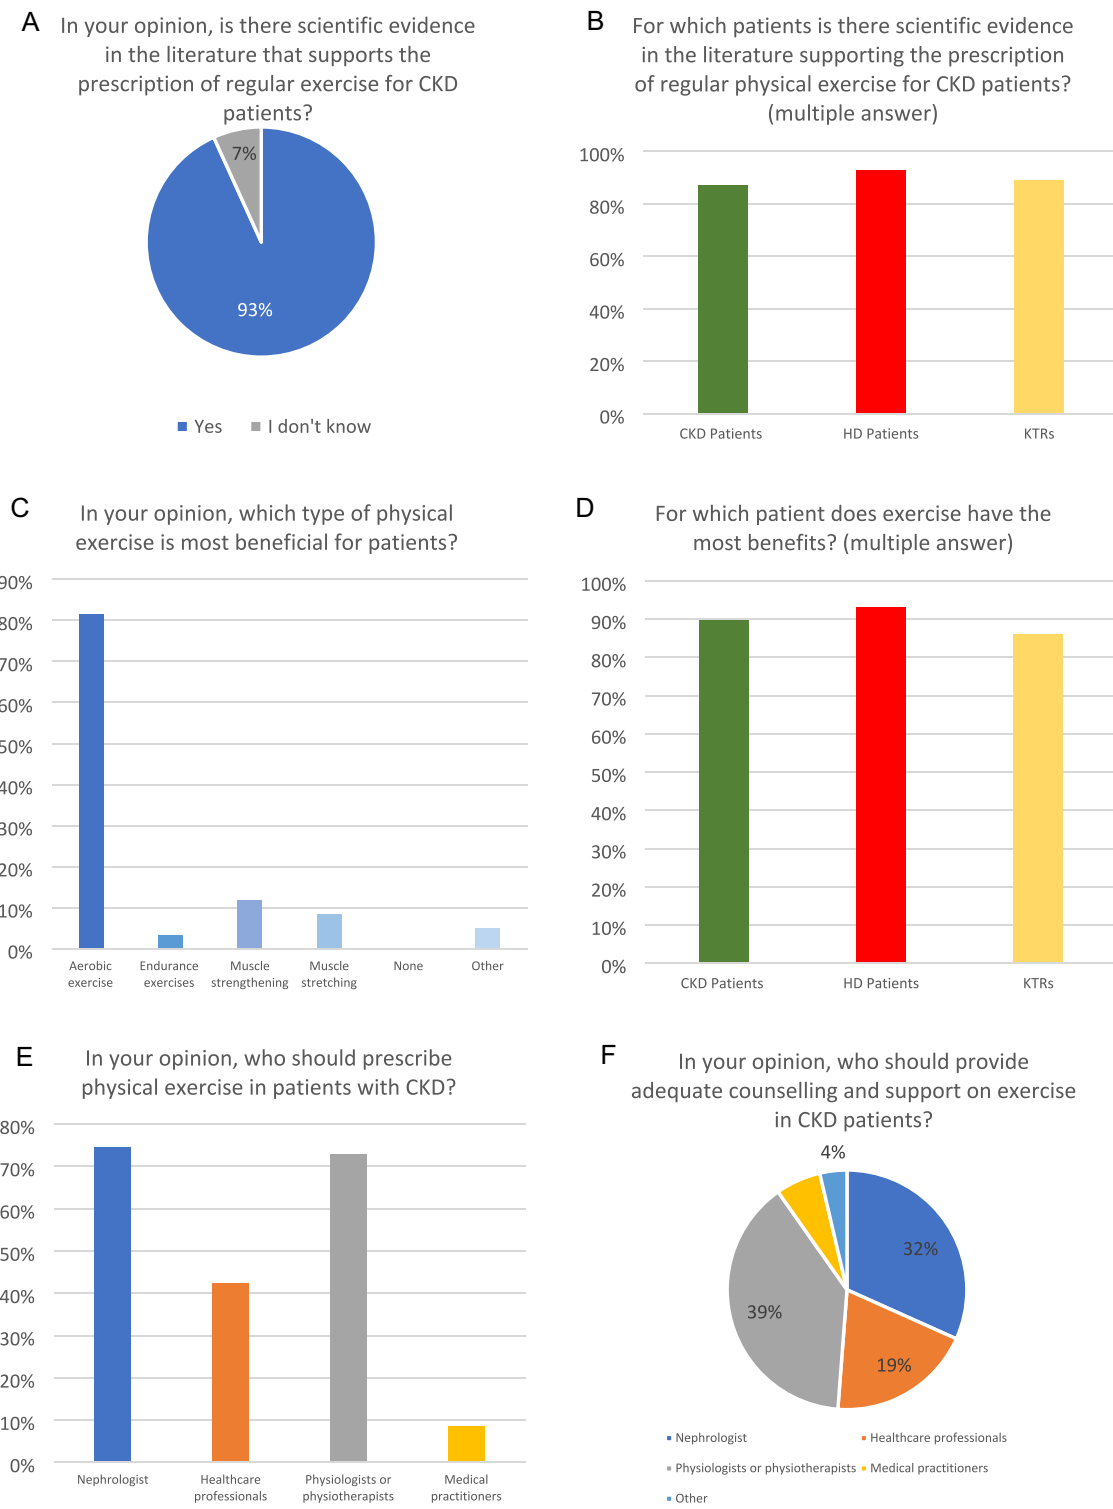 A
In your opinion, is there scientific evidence
in the literature that supports the
prescription of regular exercise for CKD
patients?
7%
93%
Yes
I don't know
B
For which patients is there scientific evidence
in the literature supporting the prescription
of regular physical exercise for CKD patients?
(multiple answer)
100%
80%
60%
40%
20%
0%
CKD Patients
HD Patients
KTRs
C
In your opinion, which type of physical
exercise is most beneficial for patients?
90%
80%
70%
60%
50%
40%
30%
20%
10%
0%
Aerobic
exercise
Endurance
exercises
Muscle
strengthening
Muscle
stretching
None
Other
D
For which patient does exercise have the
most benefits? (multiple answer)
100%
90%
80%
70%
60%
50%
40%
30%
20%
10%
0%
CKD Patients
HD Patients
KTRs
E
In your opinion, who should prescribe
physical exercise in patients with CKD?
80%
70%
60%
50%
40%
30%
20%
10%
0%
Nephrologist
Healthcare
professionals
Physiologists or
physiotherapists
Medical
practitioners
F
In your opinion, who should provide
adequate counselling and support on exercise
in CKD patients?
4%
32%
39%
19%
Nephrologist
Healthcare professionals
Physiologists or physiotherapists
Medical practitioners
Other